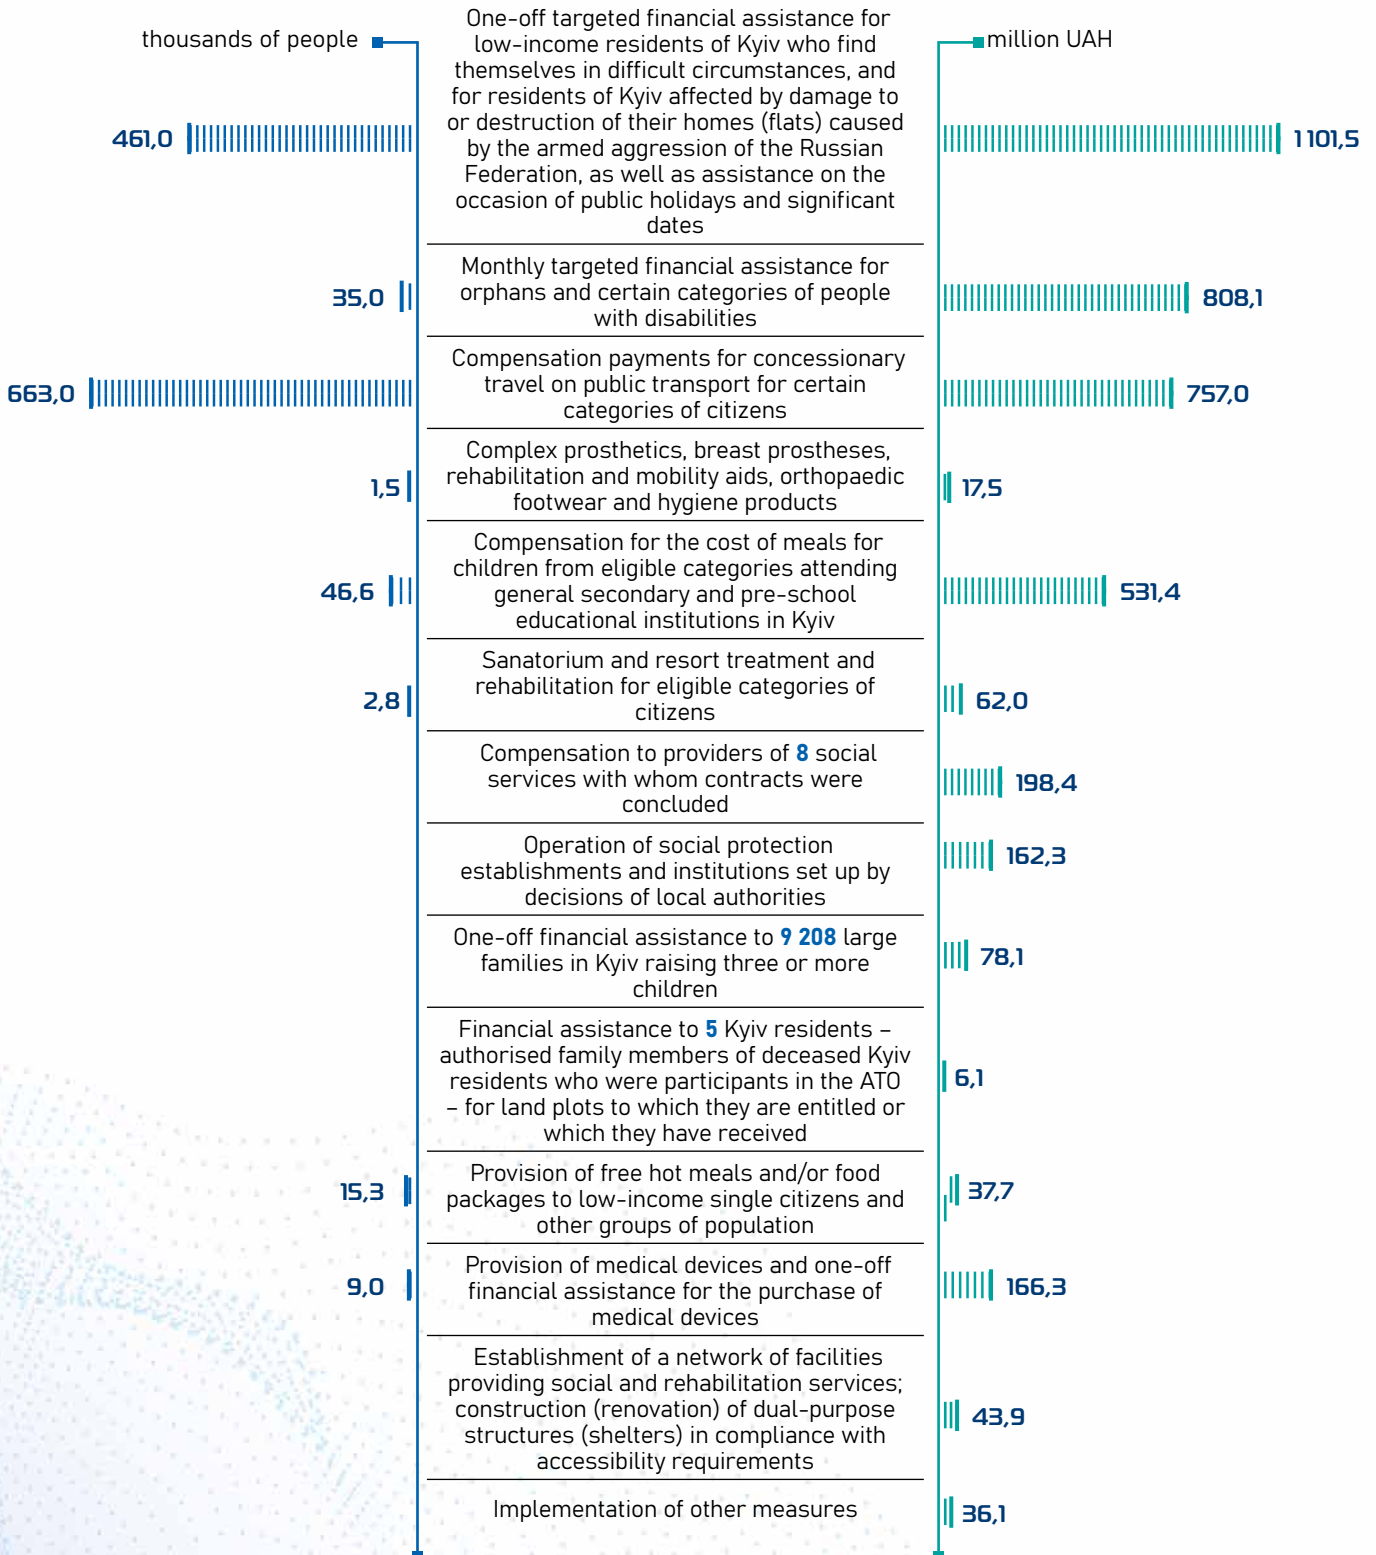 thousands of people
million UAH
One-off targeted financial assistance for
low-income residents of Kyiv who find
themselves in difficult circumstances, and
for residents of Kyiv affected by damage to
or destruction of their homes (flats) caused
by the armed aggression of the Russian
Federation, as well as assistance on the
occasion of public holidays and significant
dates
461,0
1 101,5
Monthly targeted financial assistance for
orphans and certain categories of people
with disabilities
35,0
808,1
Compensation payments for concessionary
travel on public transport for certain
categories of citizens
663,0
757,0
Complex prosthetics, breast prostheses,
rehabilitation and mobility aids, orthopaedic
footwear and hygiene products
1,5
17,5
Compensation for the cost of meals for
children from eligible categories attending
general secondary and pre-school
educational institutions in Kyiv
46,6
531,4
Sanatorium and resort treatment and
rehabilitation for eligible categories of
citizens
2,8
62,0
Compensation to providers of 8 social
services with whom contracts were
concluded
198,4
Operation of social protection
establishments and institutions set up by
decisions of local authorities
162,3
One-off financial assistance to 9 208 large
families in Kyiv raising three or more
children
78,1
Financial assistance to 5 Kyiv residents –
authorised family members of deceased Kyiv
residents who were participants in the ATO
– for land plots to which they are entitled or
which they have received
6,1
Provision of free hot meals and/or food
packages to low-income single citizens and
other groups of population
15,3
37,7
Provision of medical devices and one-off
financial assistance for the purchase of
medical devices
9,0
166,3
Establishment of a network of facilities
providing social and rehabilitation services;
construction (renovation) of dual-purpose
structures (shelters) in compliance with
accessibility requirements
43,9
Implementation of other measures
36,1